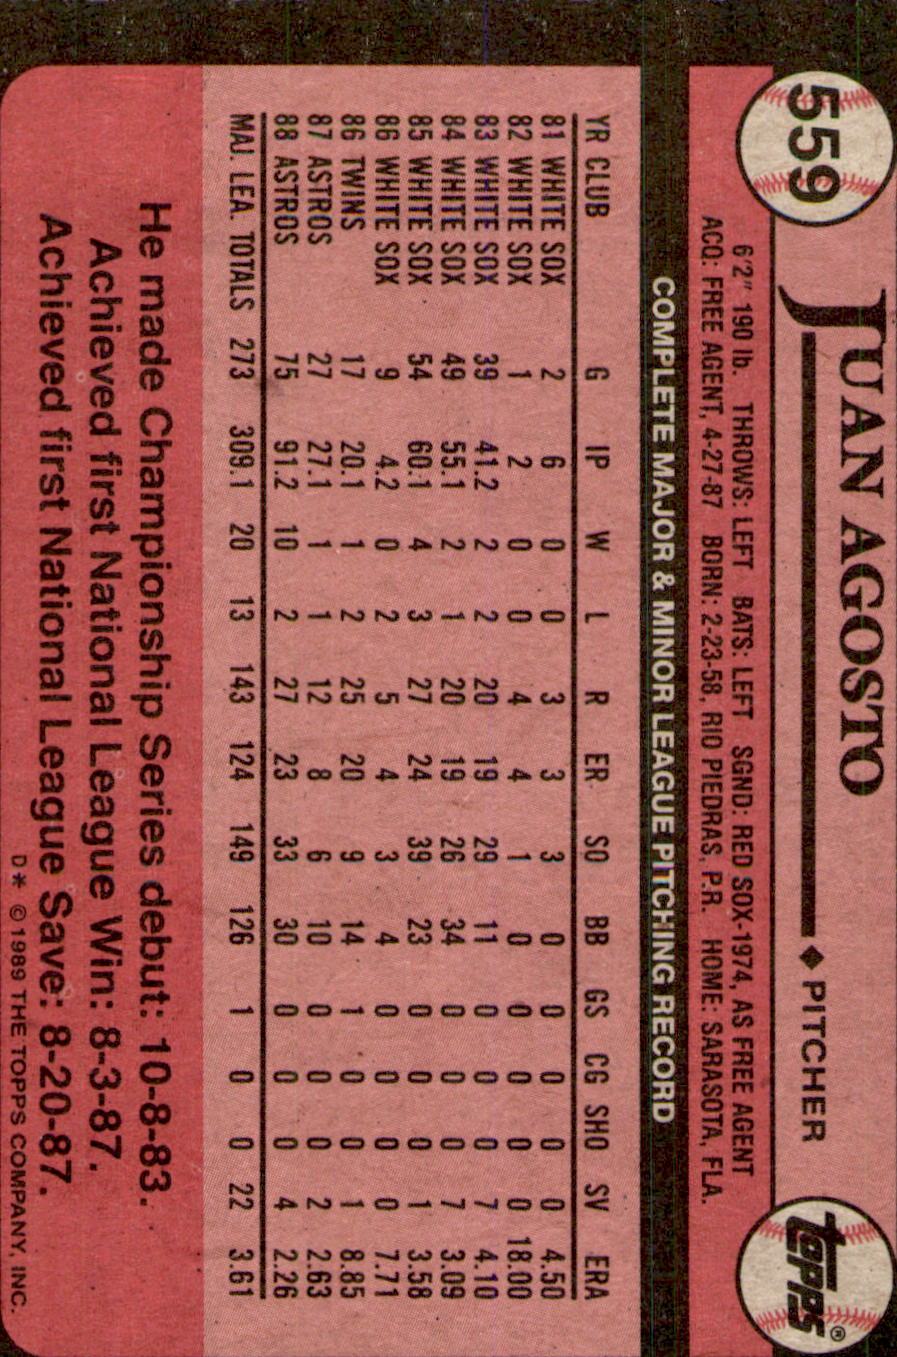 559
JUAN AGOSTO ◆ PITCHER
topps®
6'2" 190 lb. THROWS: LEFT BATS: LEFT SGND: RED SOX-1974, AS FREE AGENT
ACQ: FREE AGENT, 4-27-87 BORN: 2-23-58, RIO PIEDRAS, P.R. HOME: SARASOTA, FLA.
COMPLETE MAJOR & MINOR LEAGUE PITCHING RECORD
YR CLUB G IP W L R ER SO BB GS CG SHO SV ERA
81 WHITE SOX 2 6 0 0 3 3 3 0 0 0 0 0 4.50
82 WHITE SOX 1 2 0 0 4 4 1 0 0 0 0 0 18.00
83 WHITE SOX 39 41.2 2 2 20 19 29 11 0 0 0 7 4.10
84 WHITE SOX 49 55.1 2 1 20 19 26 34 0 0 0 7 3.09
85 WHITE SOX 54 60.1 4 3 27 24 39 23 0 0 0 1 3.58
86 WHITE SOX 9 4.2 0 2 5 4 3 4 0 0 0 0 7.71
86 TWINS 17 20.1 1 2 25 20 9 14 1 0 0 1 8.85
87 ASTROS 27 27.1 1 1 12 8 6 10 0 0 0 2 2.63
88 ASTROS 75 91.2 10 2 27 23 33 30 0 0 0 4 2.26
MAJ. LEA. TOTALS 273 309.1 20 13 143 124 149 126 1 0 0 22 3.61
He made Championship Series debut: 10-8-83.
Achieved first National League Win: 8-3-87.
Achieved first National League Save: 8-20-87.
D* © 1989 THE TOPPS COMPANY, INC.